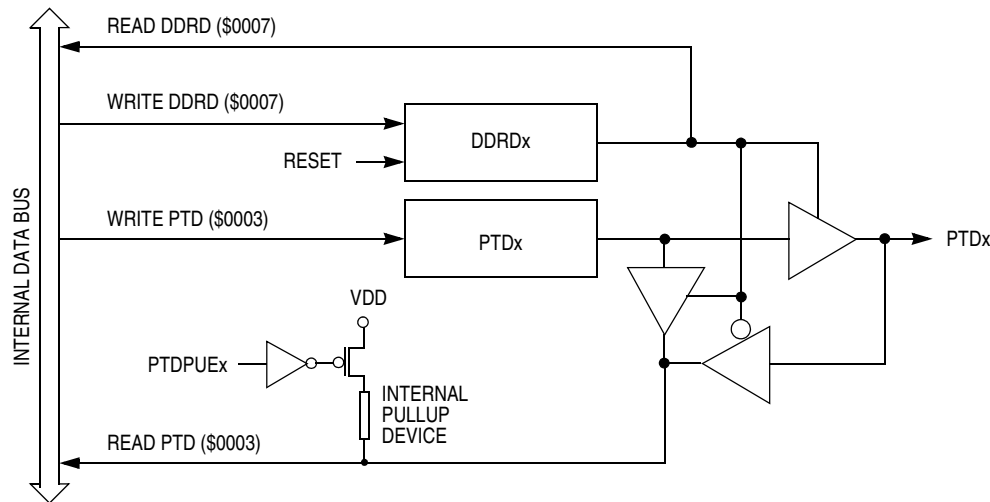 READ DDRD ($0007)
WRITE DDRD ($0007)
DDRDx
RESET
INTERNAL DATA BUS
WRITE PTD ($0003)
PTDx
PTDx
VDD
PTDPUEx
INTERNAL
PULLUP
DEVICE
READ PTD ($0003)